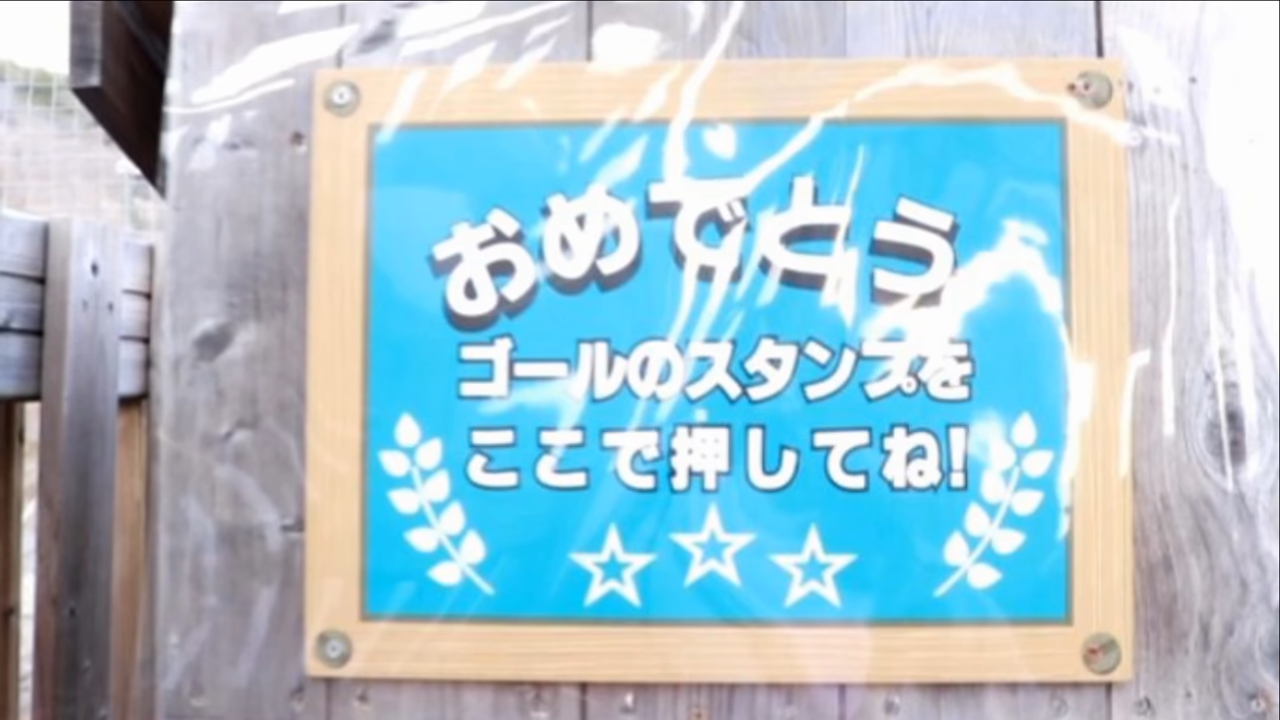 おめでとう
ゴールのスタンプを
ここで押してね!